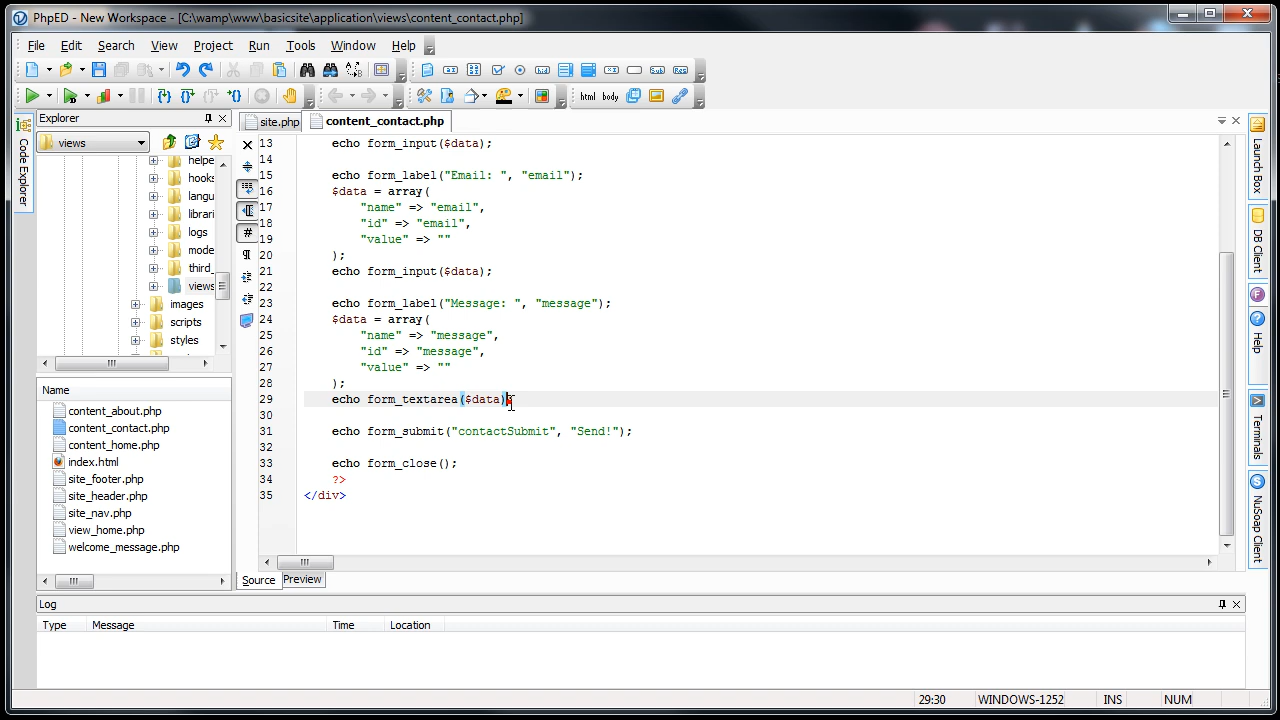 PhpED - New Workspace - [C:\wamp\www\basicsite\application\views\content_contact.php]
File Edit Search View Project Run Tools Window Help
html body
Explorer
views
helpe
hook:
langu
librari
logs
mode
third_
views
images
scripts
styles
Name
content_about.php
content_contact.php
content_home.php
index.html
site_footer.php
site_header.php
site_nav.php
view_home.php
welcome_message.php
Code Explorer
site.php content_contact.php
13 echo form_input($data);
14
15 echo form_label("Email: ", "email");
16 $data = array(
17 "name" => "email",
18 "id" => "email",
19 "value" => ""
20 );
21 echo form_input($data);
22
23 echo form_label("Message: ", "message");
24 $data = array(
25 "name" => "message",
26 "id" => "message",
27 "value" => ""
28 );
29 echo form_textarea($data)
30
31 echo form_submit("contactSubmit", "Send!");
32
33 echo form_close();
34 ?>
35 </div>
Source Preview
Launch Box
DB Client
Help
Terminals
NuSoap Client
Log
Type Message Time Location
29:30 WINDOWS-1252 INS NUM